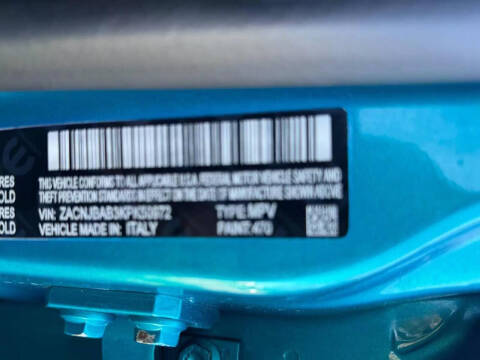 THIS VEHICLE CONFORMS TO ALL APPLICABLE U.S.A. FEDERAL MOTOR VEHICLE SAFETY AND
RES THEFT PREVENTION STANDARDS IN EFFECT ON THE DATE OF MANUFACTURE SHOWN ABOVE.
OLD
VIN: TYPE: MPV
RES VEHICLE MADE IN: ITALY PAINT: 470
OLD